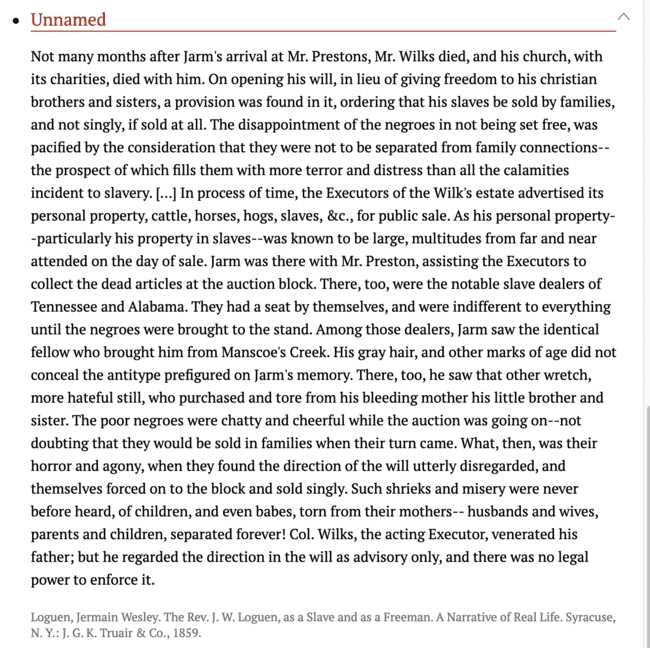 Unnamed
Not many months after Jarm's arrival at Mr. Prestons, Mr. Wilks died, and his church, with
its charities, died with him. On opening his will, in lieu of giving freedom to his christian
brothers and sisters, a provision was found in it, ordering that his slaves be sold by families,
and not singly, if sold at all. The disappointment of the negroes in not being set free, was
pacified by the consideration that they were not to be separated from family connections--
the prospect of which fills them with more terror and distress than all the calamities
incident to slavery. [...] In process of time, the Executors of the Wilk's estate advertised its
personal property, cattle, horses, hogs, slaves, &c., for public sale. As his personal property-
-particularly his property in slaves--was known to be large, multitudes from far and near
attended on the day of sale. Jarm was there with Mr. Preston, assisting the Executors to
collect the dead articles at the auction block. There, too, were the notable slave dealers of
Tennessee and Alabama. They had a seat by themselves, and were indifferent to everything
until the negroes were brought to the stand. Among those dealers, Jarm saw the identical
fellow who brought him from Manscoe's Creek. His gray hair, and other marks of age did not
conceal the antitype prefigured on Jarm's memory. There, too, he saw that other wretch,
more hateful still, who purchased and tore from his bleeding mother his little brother and
sister. The poor negroes were chatty and cheerful while the auction was going on--not
doubting that they would be sold in families when their turn came. What, then, was their
horror and agony, when they found the direction of the will utterly disregarded, and
themselves forced on to the block and sold singly. Such shrieks and misery were never
before heard, of children, and even babes, torn from their mothers-- husbands and wives,
parents and children, separated forever! Col. Wilks, the acting Executor, venerated his
father; but he regarded the direction in the will as advisory only, and there was no legal
power to enforce it.
Loguen, Jermain Wesley. The Rev. J. W. Loguen, as a Slave and as a Freeman. A Narrative of Real Life. Syracuse,
N. Y.: J. G. K. Truair & Co., 1859.